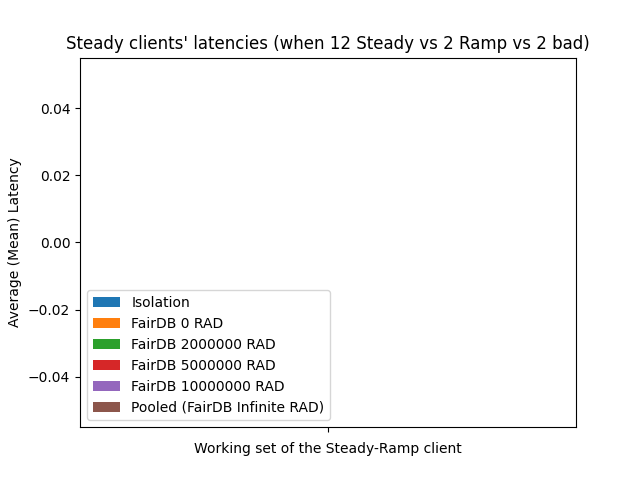 Steady clients' latencies (when 12 Steady vs 2 Ramp vs 2 bad)
Average (Mean) Latency
0.04
0.02
0.00
−0.02
−0.04
Isolation
FairDB 0 RAD
FairDB 2000000 RAD
FairDB 5000000 RAD
FairDB 10000000 RAD
Pooled (FairDB Infinite RAD)
Working set of the Steady-Ramp client